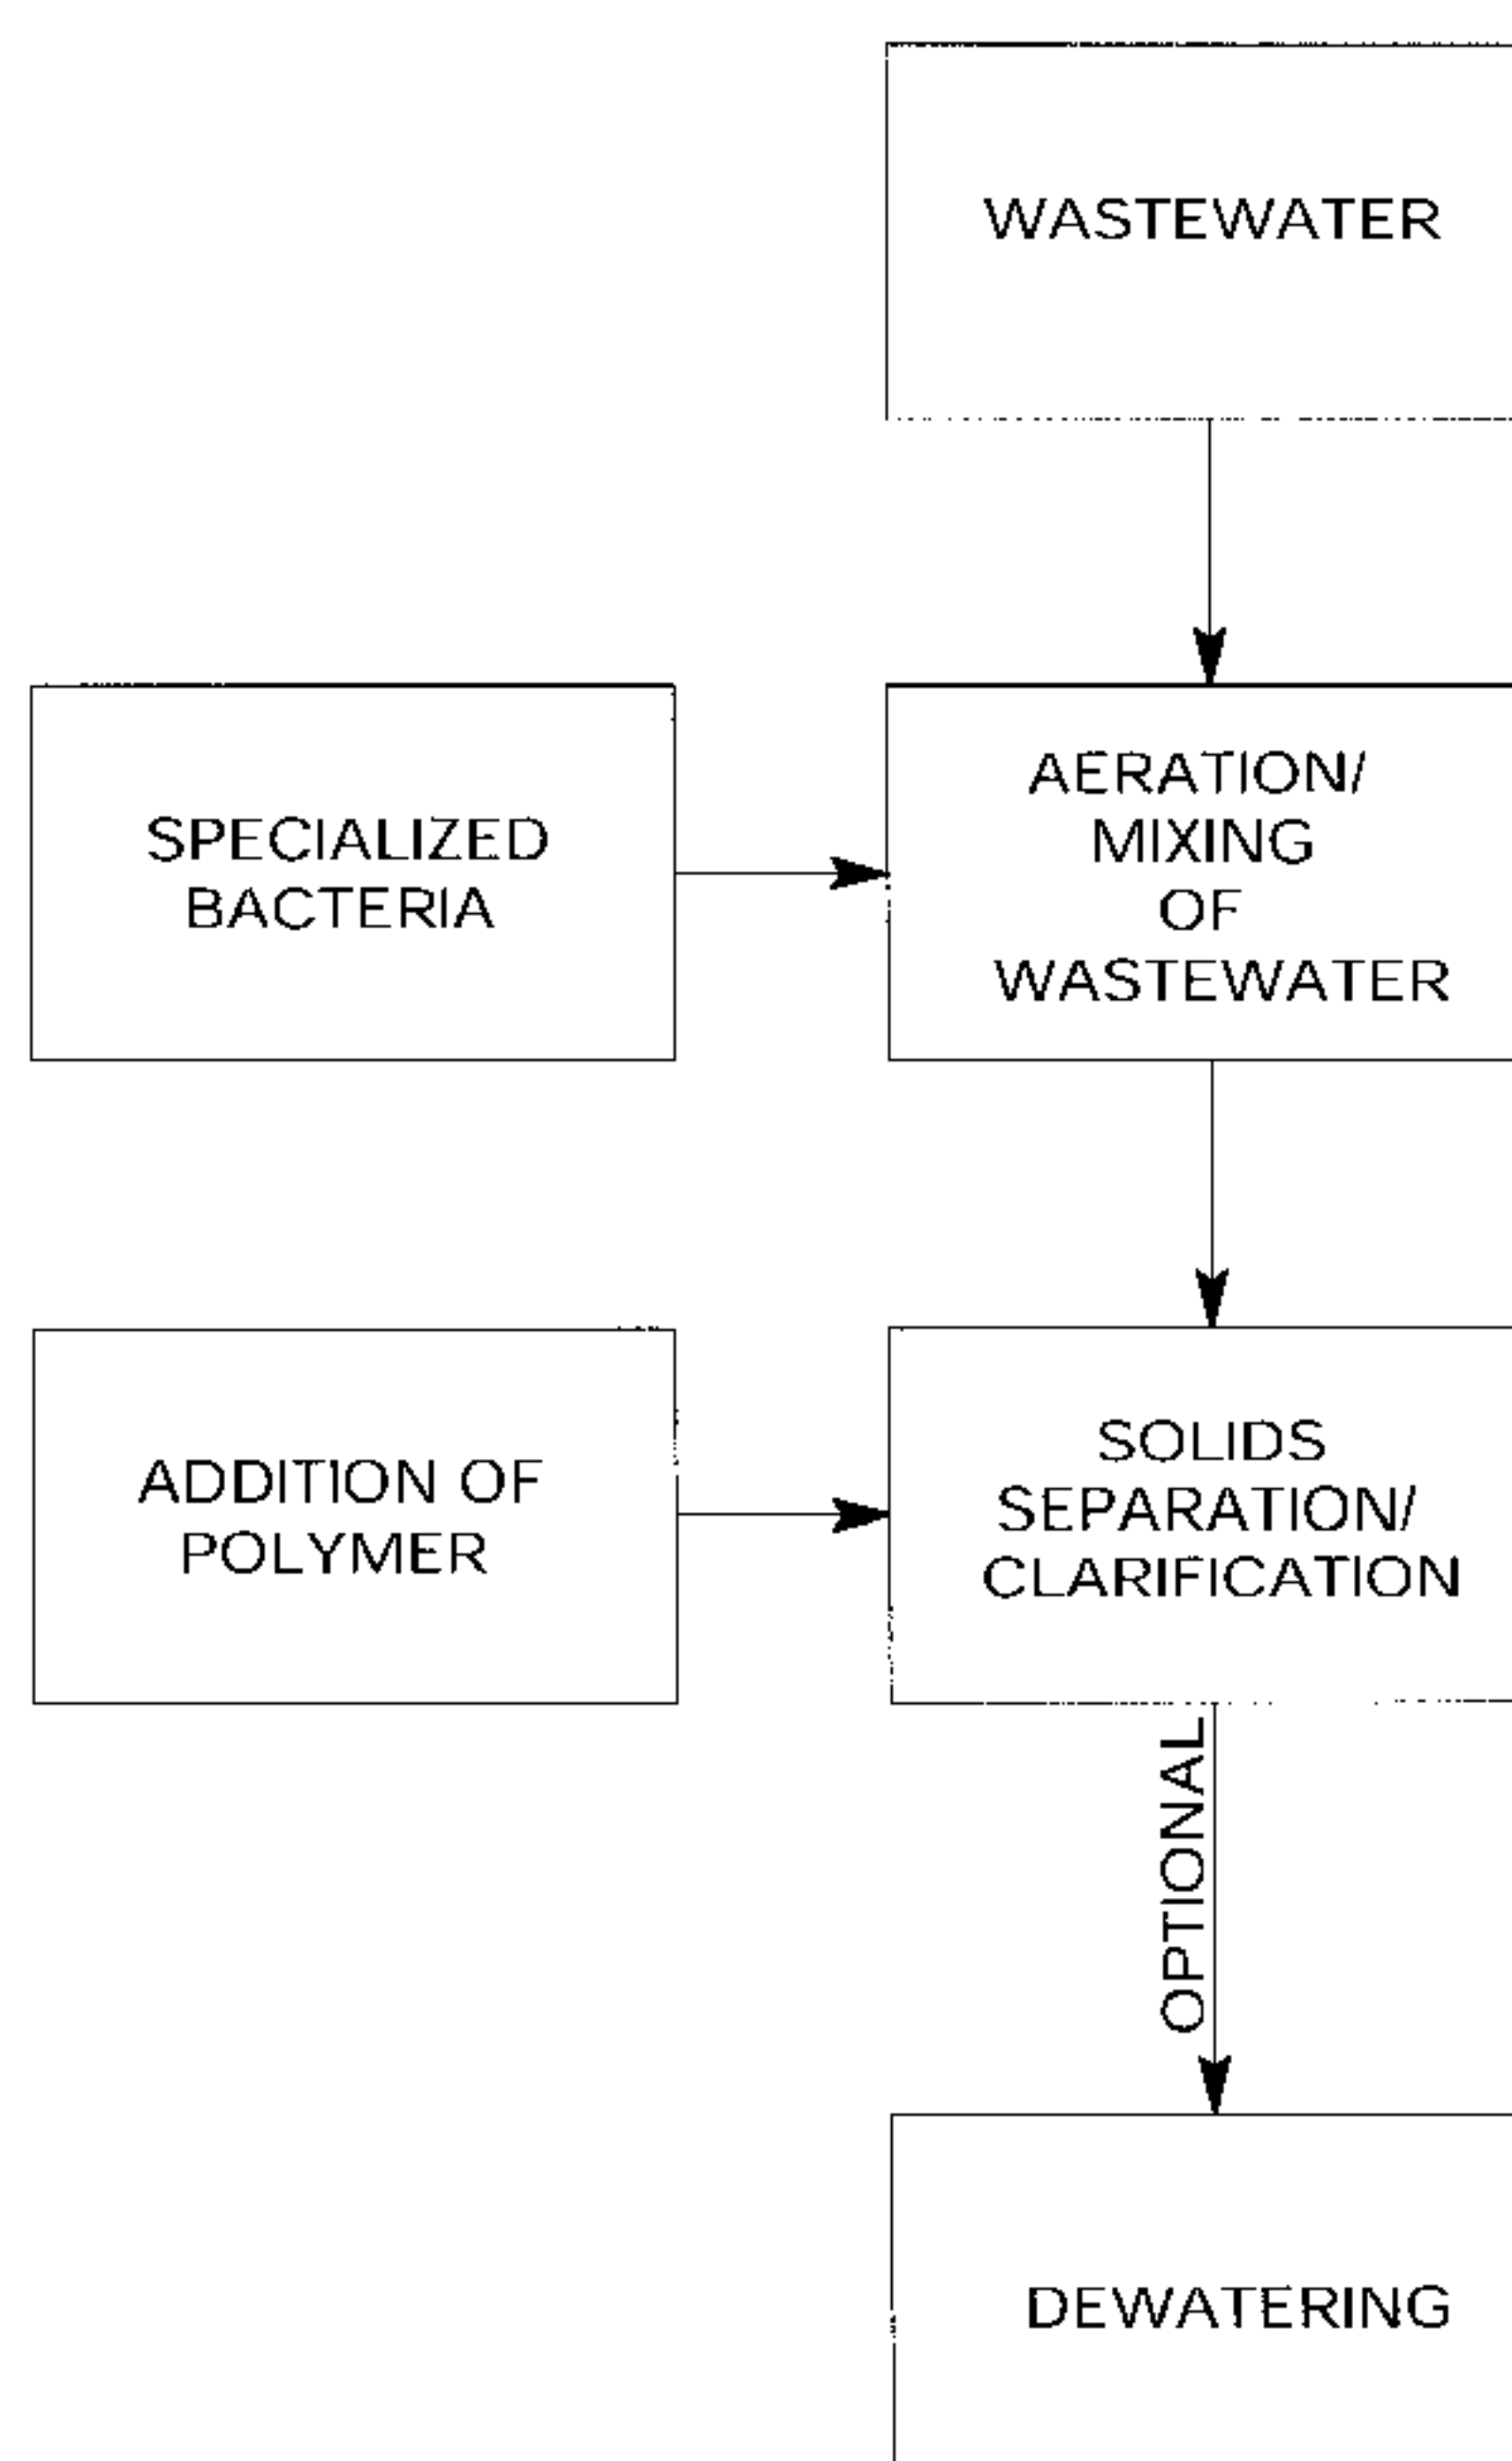 WASTEWATER
SPECIALIZED
BACTERIA
AERATION/
MIXING
OF
WASTEWATER
ADDITION OF
POLYMER
SOLIDS
SEPARATION/
CLARIFICATION
OPTIONAL
DEWATERING